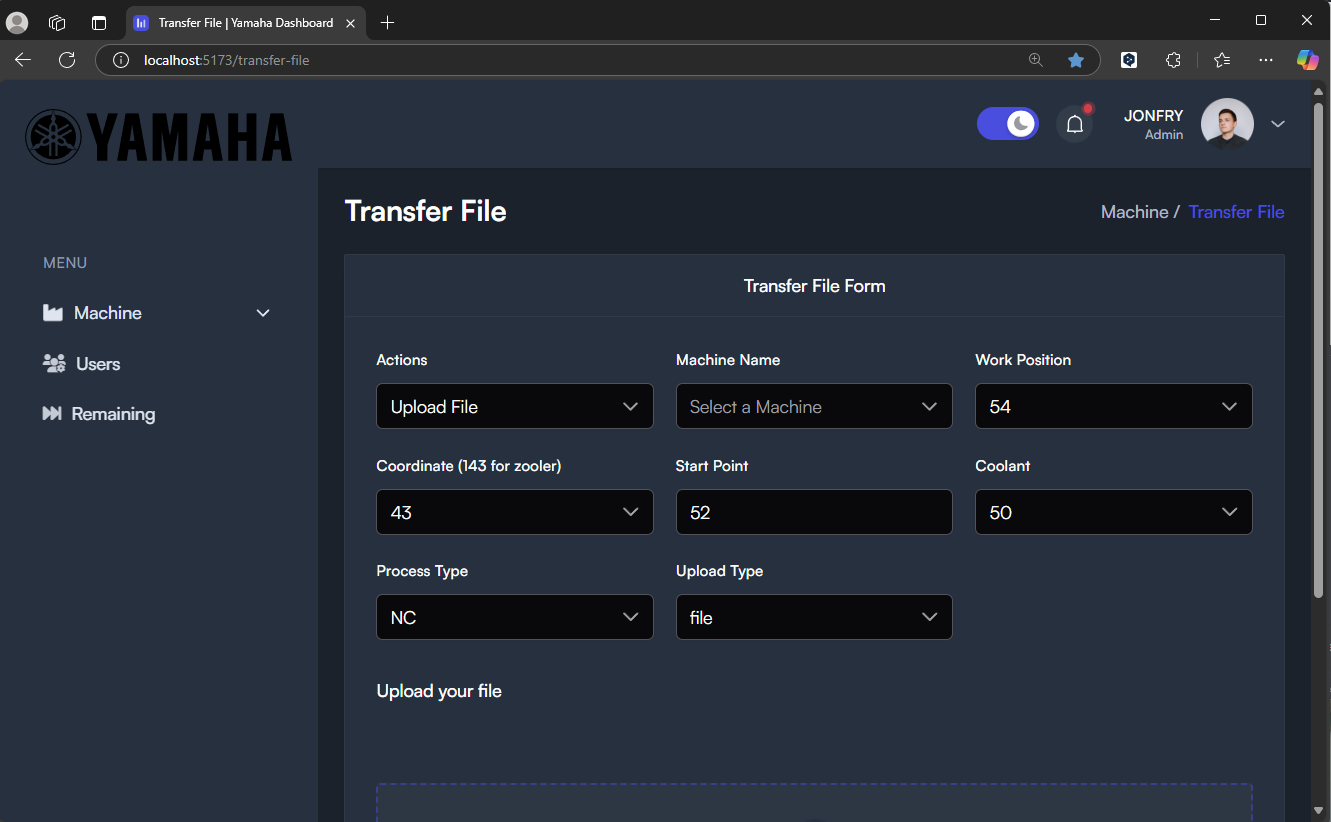 Transfer File | Yamaha Dashboard
localhost:5173/transfer-file
YAMAHA
JONFRY
Admin
Transfer File
Machine / Transfer File
MENU
Machine
Users
Remaining
Transfer File Form
Actions
Machine Name
Work Position
Upload File
Select a Machine
54
Coordinate (143 for zooler)
Start Point
Coolant
43
52
50
Process Type
Upload Type
NC
file
Upload your file